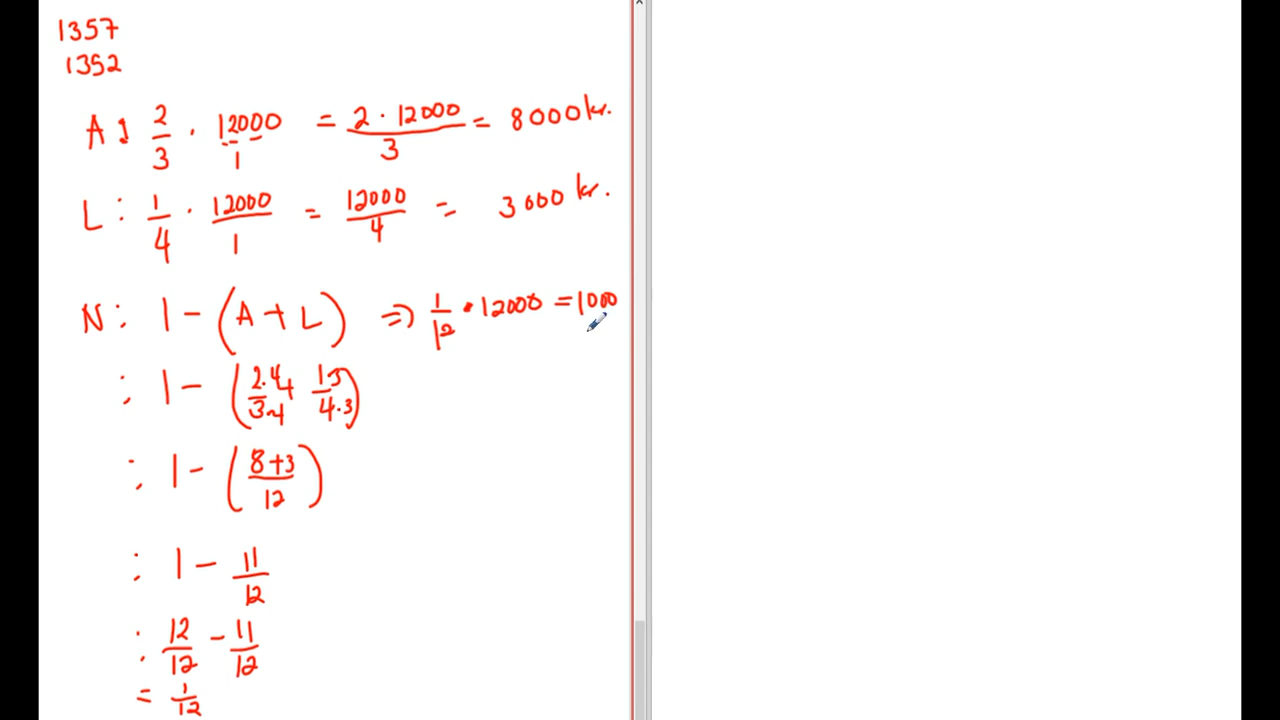 1357
1352
A: 2/3 · 12000/1 = 2 · 12000/3 = 8000 kr.
L: 1/4 · 12000/1 = 12000/4 = 3000 kr.
N: 1 - (A + L) => 1/12 · 12000 = 1000
: 1 - (2·4/3·4 + 1·3/4·3)
: 1 - (8+3/12)
: 1 - 11/12
: 12/12 - 11/12
= 1/12